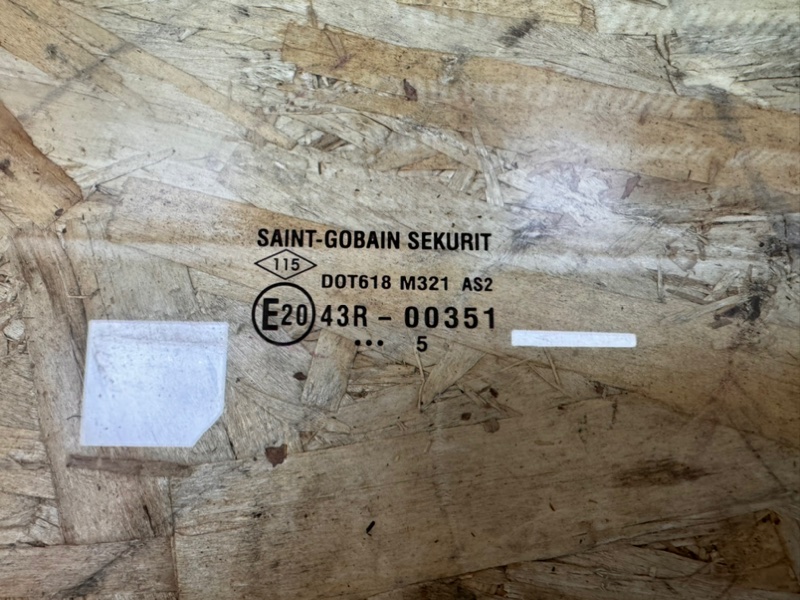 SAINT-GOBAIN SEKURIT
115
DOT618 M321 AS2
E20 43R - 00351
••• 5